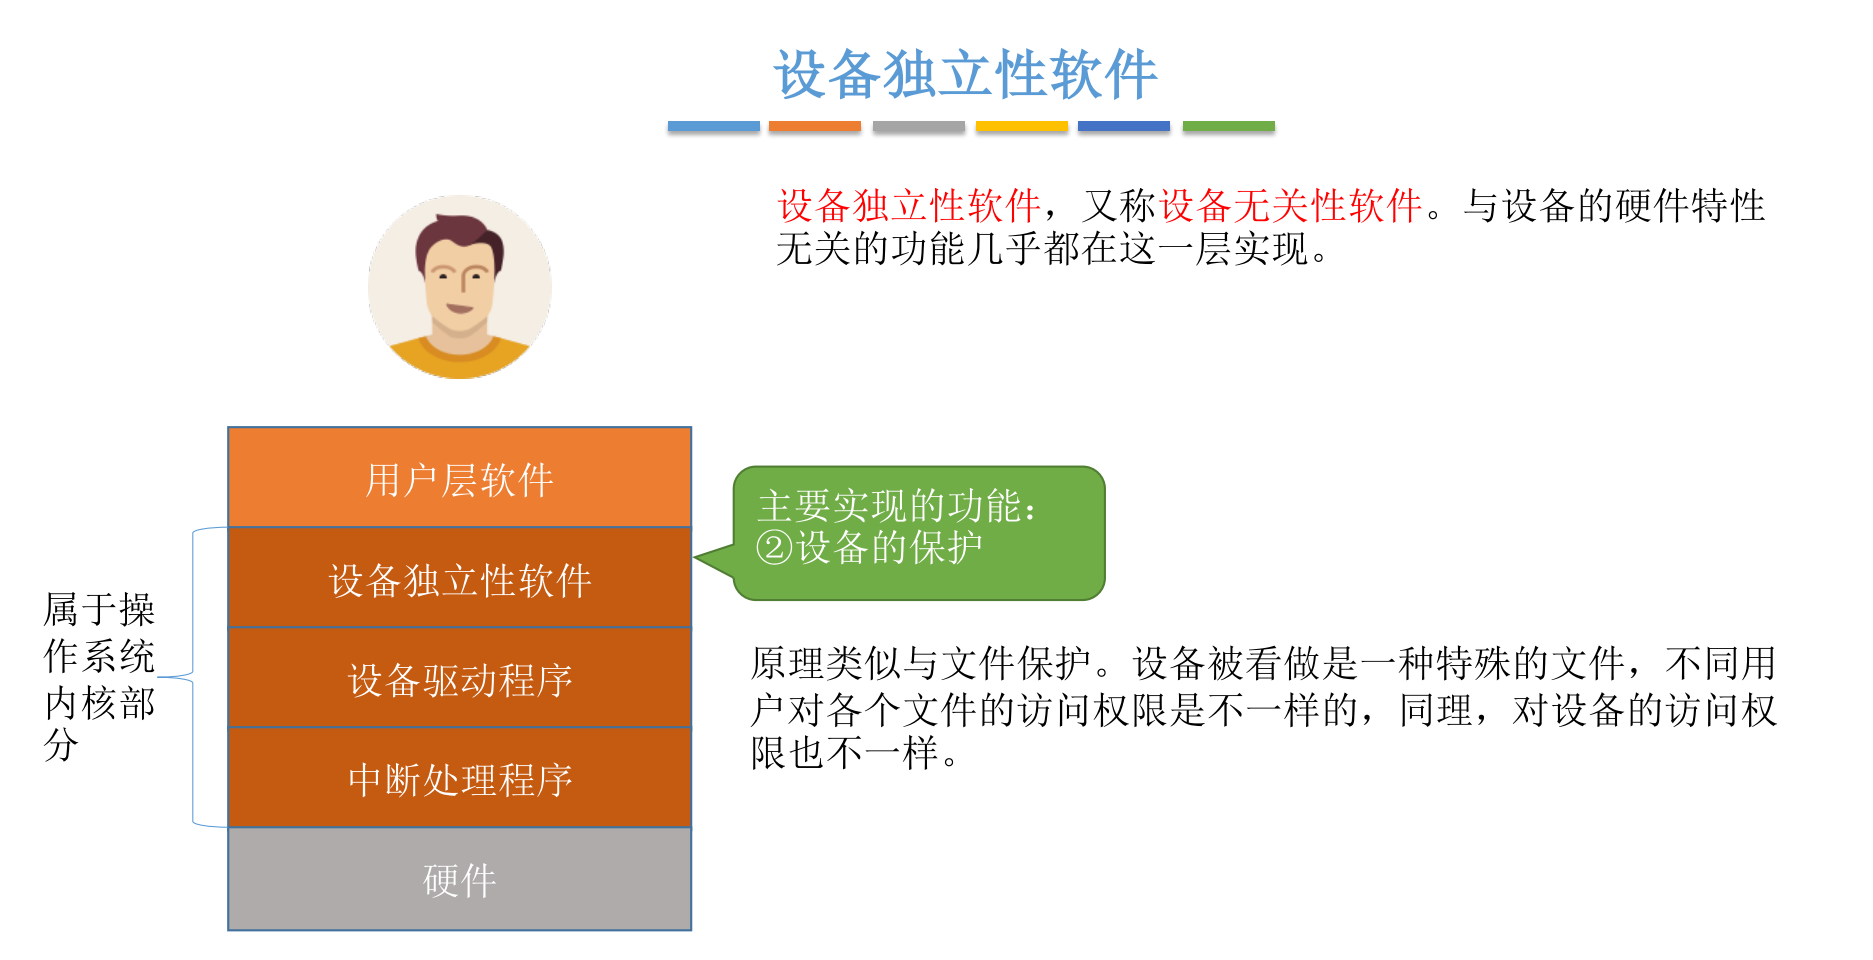 设备独立性软件
设备独立性软件，又称设备无关性软件。与设备的硬件特性
无关的功能几乎都在这一层实现。
用户层软件
设备独立性软件
设备驱动程序
中断处理程序
硬件
属于操
作系统
内核部
分
主要实现的功能：
②设备的保护
原理类似与文件保护。设备被看做是一种特殊的文件，不同用
户对各个文件的访问权限是不一样的，同理，对设备的访问权
限也不一样。